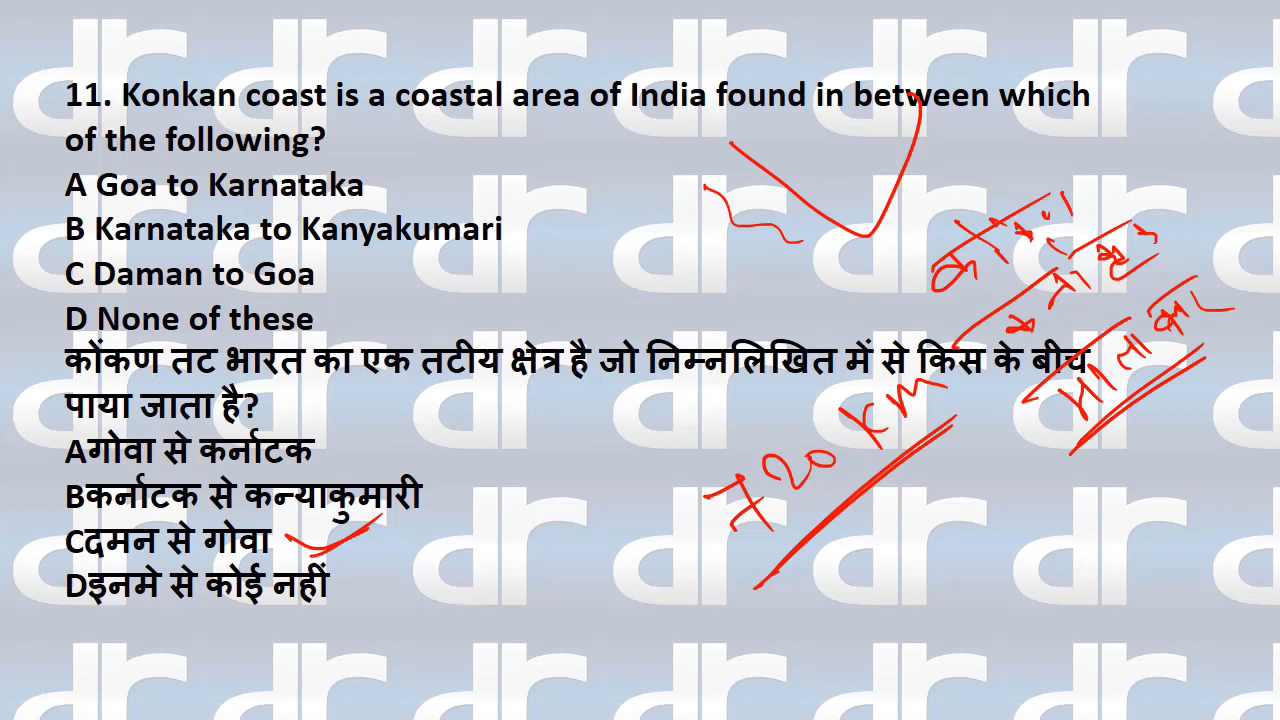 11. Konkan coast is a coastal area of India found in between which
of the following?
A Goa to Karnataka
B Karnataka to Kanyakumari
C Daman to Goa
D None of these
कोंकण तट भारत का एक तटीय क्षेत्र है जो निम्नलिखित में से किस के बीच
पाया जाता है?
Aगोवा से कर्नाटक
Bकर्नाटक से कन्याकुमारी
Cदमन से गोवा
Dइनमे से कोई नहीं
720 KM